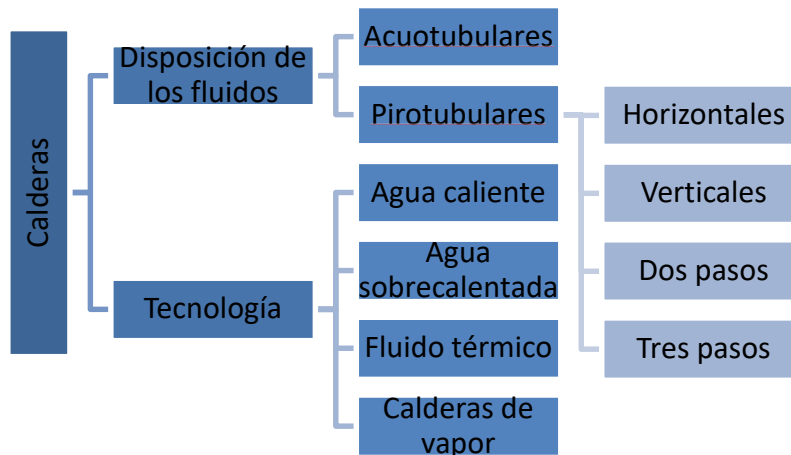 Calderas
Disposición de
los fluidos
Acuotubulares
Pirotubulares
Horizontales
Verticales
Dos pasos
Tres pasos
Tecnología
Agua caliente
Agua
sobrecalentada
Fluido térmico
Calderas de
vapor